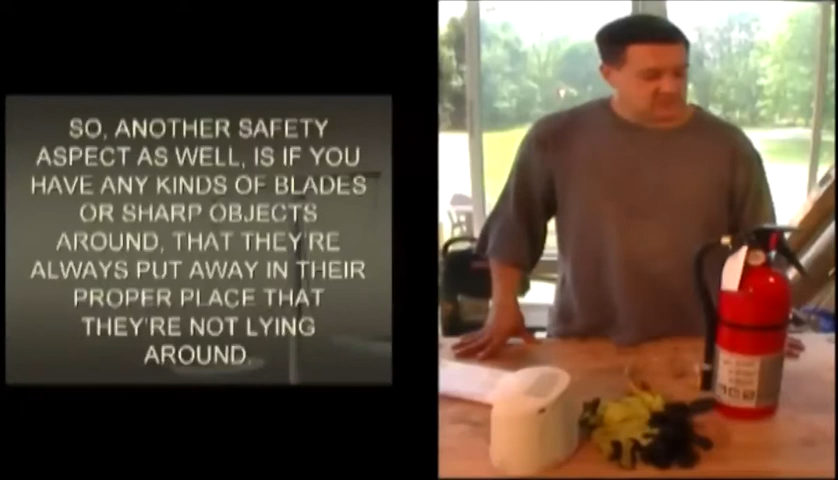 SO, ANOTHER SAFETY
ASPECT AS WELL, IS IF YOU
HAVE ANY KINDS OF BLADES
OR SHARP OBJECTS
AROUND, THAT THEY'RE
ALWAYS PUT AWAY IN THEIR
PROPER PLACE THAT
THEY'RE NOT LYING
AROUND.